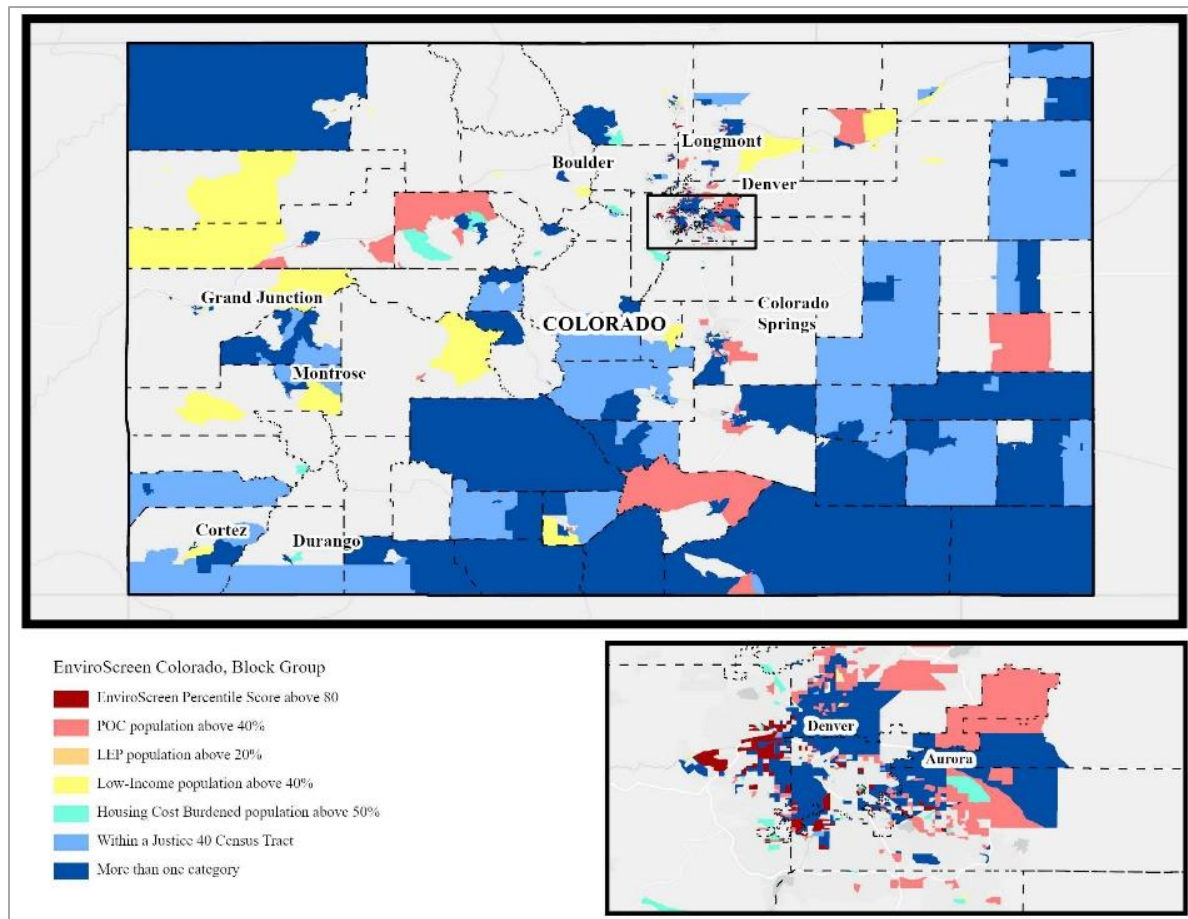 Longmont
Boulder
Denver
Grand Junction
COLORADO
Colorado
Springs
Montrose
Cortez
Durango
EnviroScreen Colorado, Block Group
EnviroScreen Percentile Score above 80
POC population above 40%
LEP population above 20%
Low-Income population above 40%
Housing Cost Burdened population above 50%
Within a Justice 40 Census Tract
More than one category
Denver
Aurora